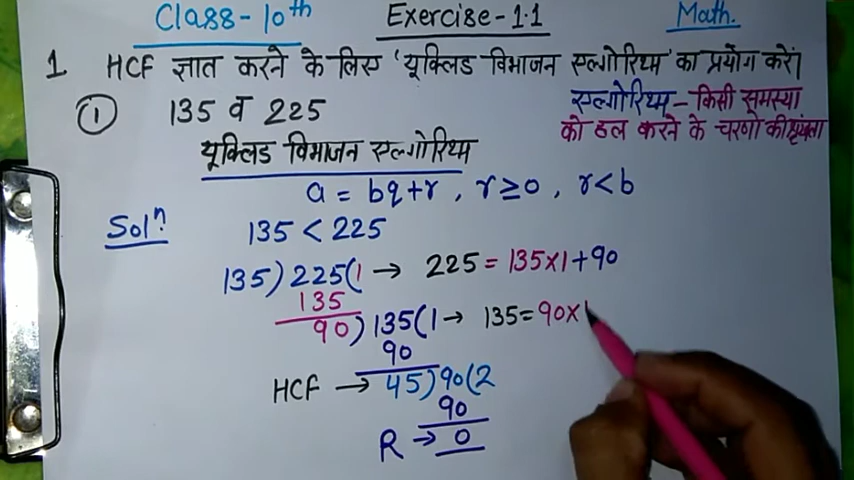 Class-10th Exercise-1.1 Math.
1 HCF ज्ञात करने के लिए 'यूक्लिड विभाजन एल्गोरिथ्म' का प्रयोग करें।
① 135 व 225 एल्गोरिथ्म - किसी समस्या
को हल करने के चरणो की श्रृंखला
यूक्लिड विभाजन एल्गोरिथ्म
a = bq+r , r≥0 , r<b
Solⁿ 135 < 225
135) 225(1 → 225 = 135×1+90
135
90) 135(1 → 135=90×1
90
HCF → 45) 90(2
90
R → 0